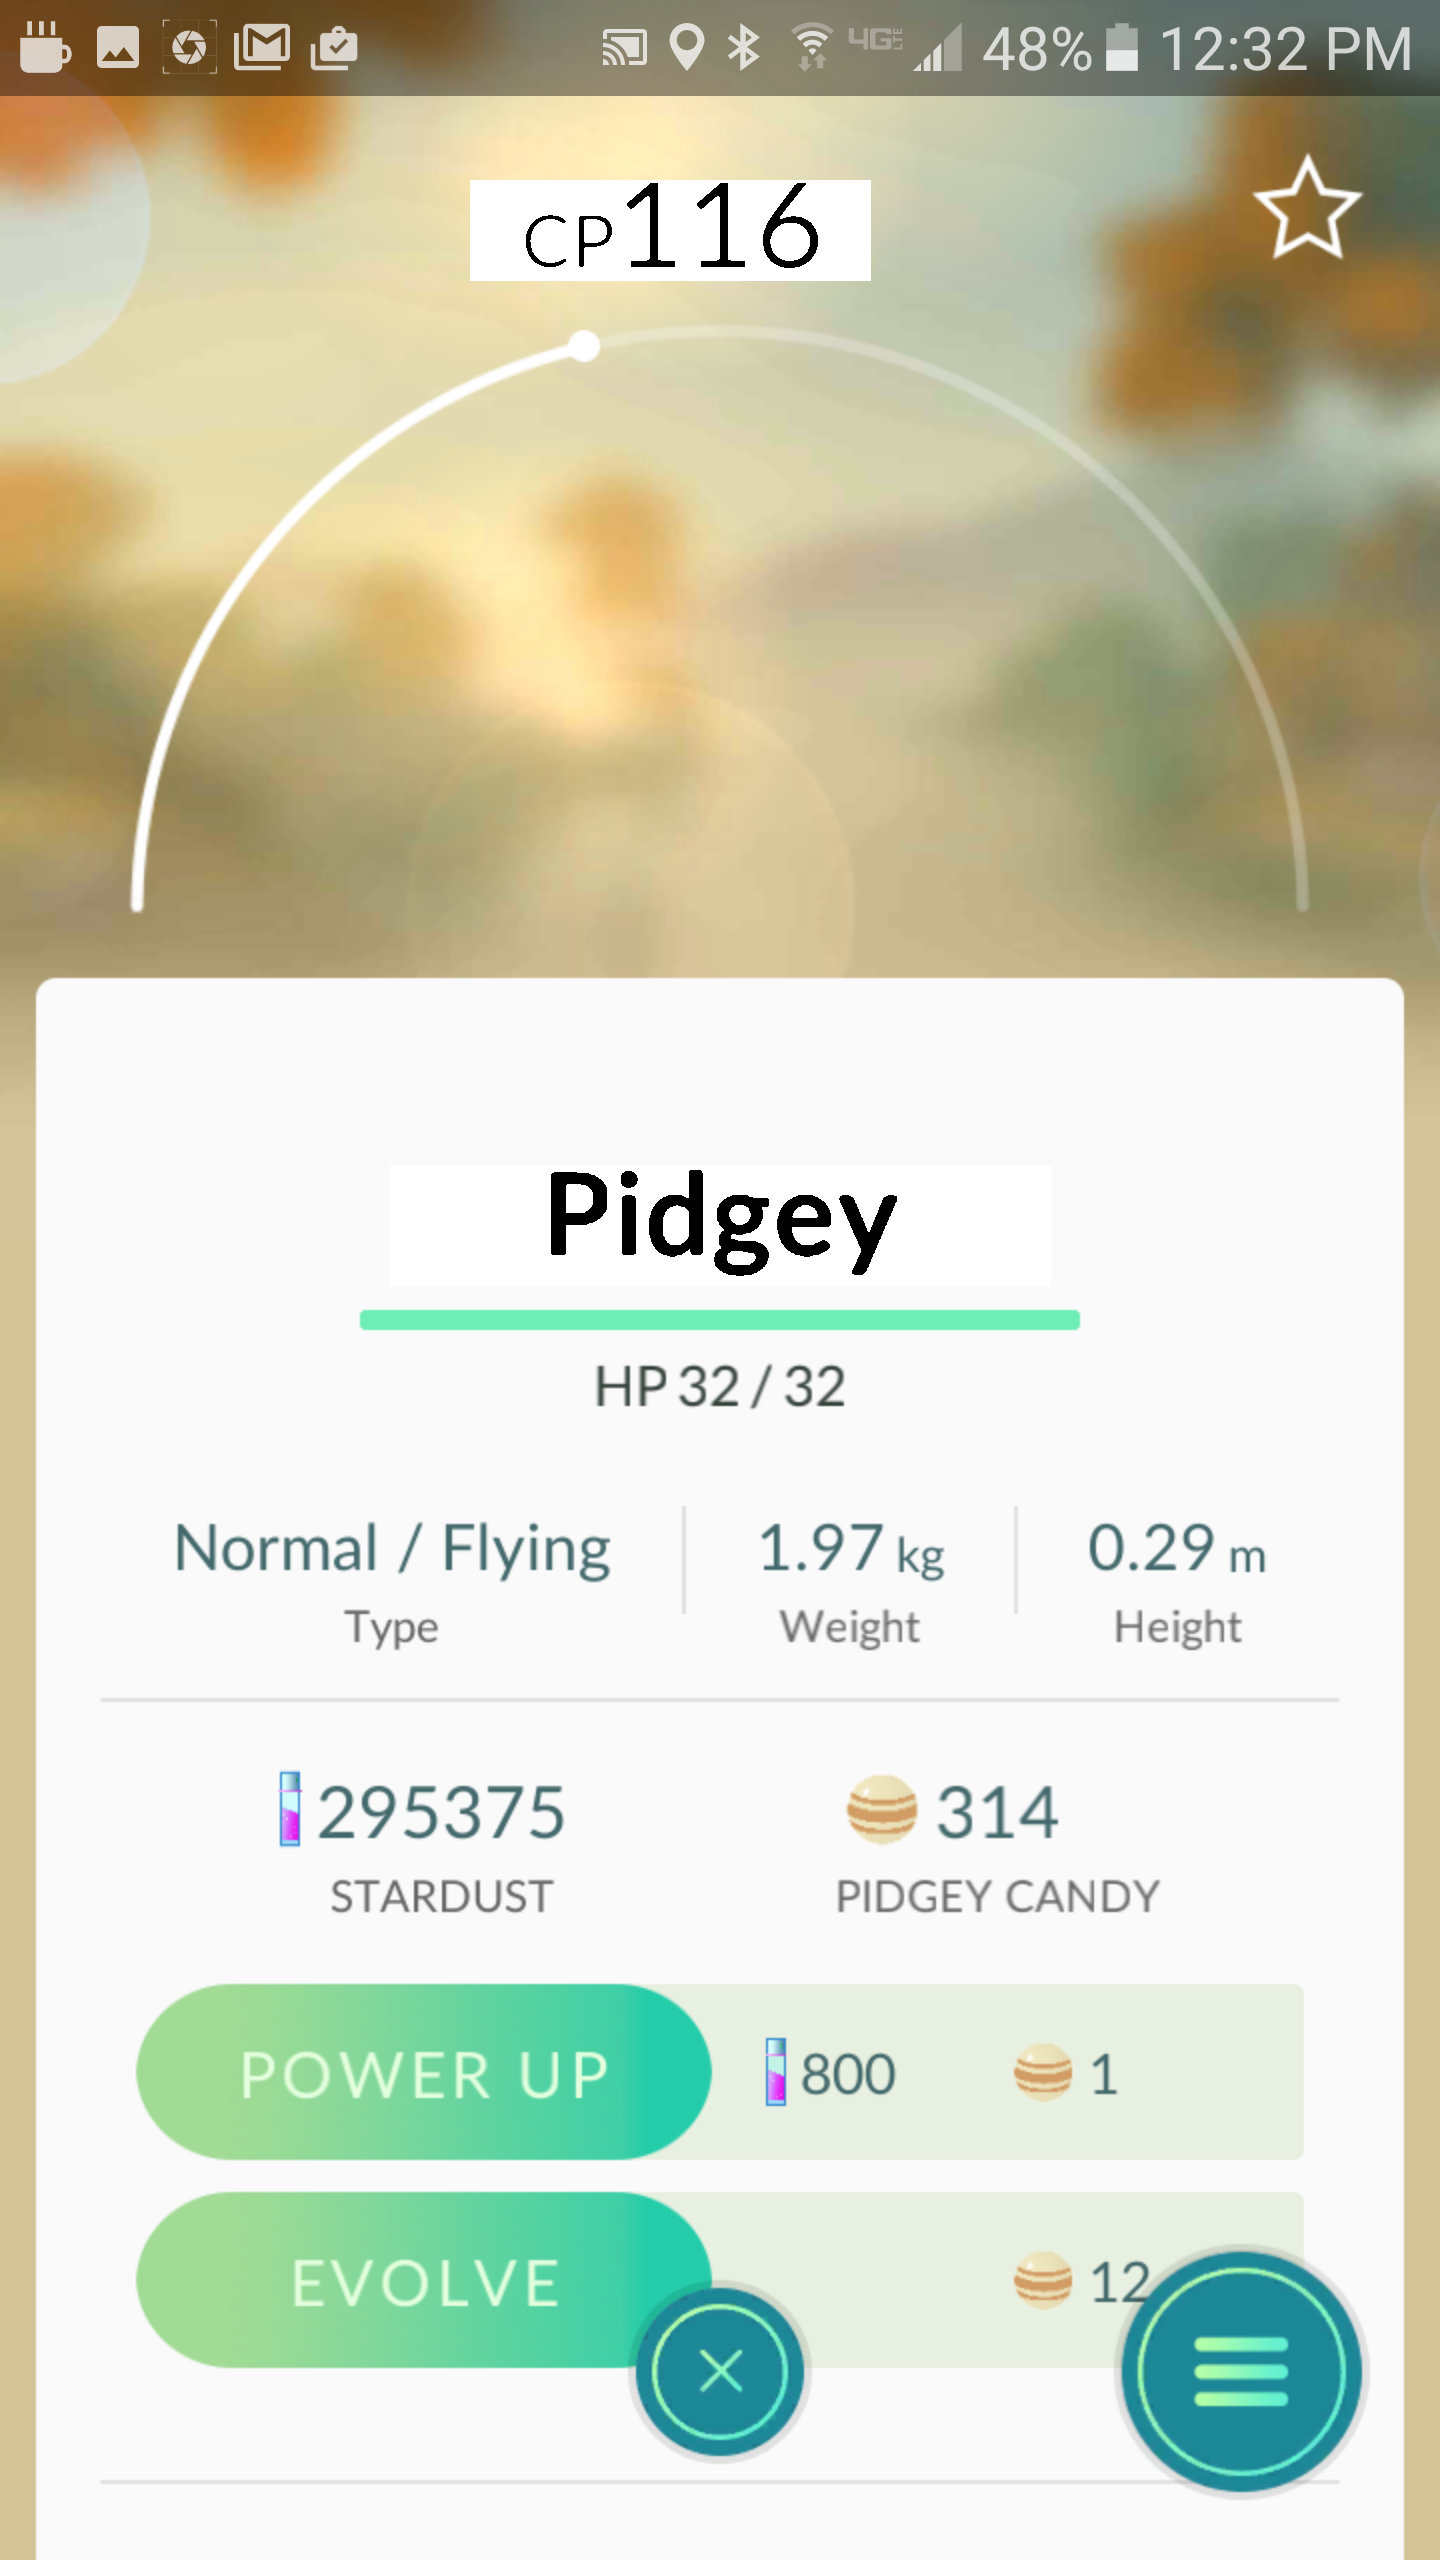 4G LTE 48% 12:32 PM
CP116
Pidgey
HP 32 / 32
Normal / Flying 1.97 kg 0.29 m
Type Weight Height
295375 314
STARDUST PIDGEY CANDY
POWER UP 800 1
EVOLVE 12